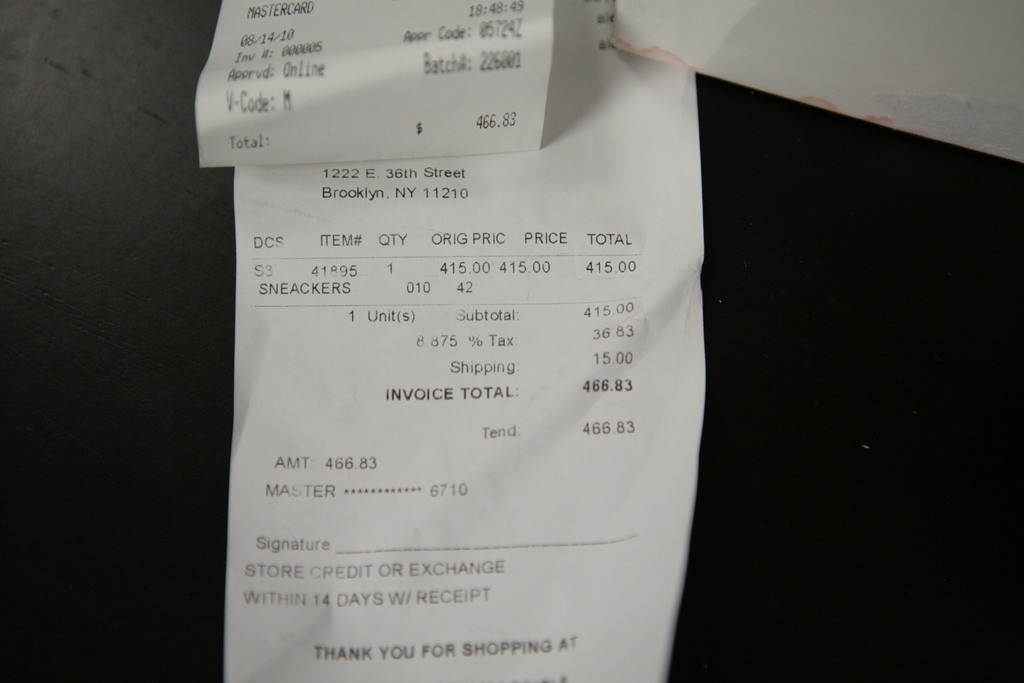 MASTERCARD 18:48:49
08/14/10 Appr Code: 05724Z
Inv #: 000005
Apprvd: Online Batch#: 226001
V-Code: M
Total: $ 466.83
1222 E. 36th Street
Brooklyn, NY 11210
DCS ITEM# QTY ORIG PRIC PRICE TOTAL
S3 41895 1 415.00 415.00 415.00
SNEACKERS 010 42
1 Unit(s) Subtotal: 415.00
8.875 % Tax: 36.83
Shipping: 15.00
INVOICE TOTAL: 466.83
Tend: 466.83
AMT: 466.83
MASTER ************ 6710
Signature
STORE CREDIT OR EXCHANGE
WITHIN 14 DAYS W/ RECEIPT
THANK YOU FOR SHOPPING AT